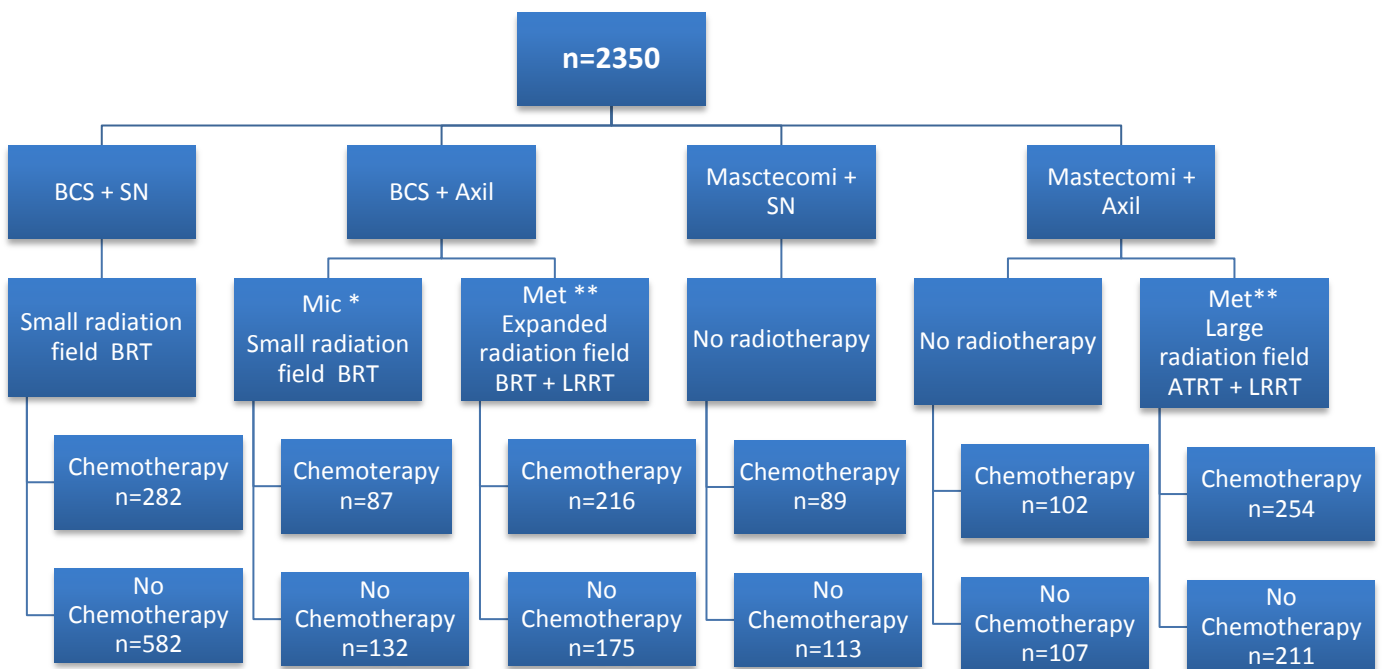 n=2350
BCS + SN
BCS + Axil
Masctecomi +
SN
Mastectomi +
Axil
Small radiation
field BRT
Mic *
Small radiation
field BRT
Met **
Expanded
radiation field
BRT + LRRT
No radiotherapy
No radiotherapy
Met**
Large
radiation field
ATRT + LRRT
Chemotherapy
n=282
Chemoterapy
n=87
Chemotherapy
n=216
Chemotherapy
n=89
Chemotherapy
n=102
Chemotherapy
n=254
No
Chemotherapy
n=582
No
Chemotherapy
n=132
No
Chemotherapy
n=175
No
Chemotherapy
n=113
No
Chemotherapy
n=107
No
Chemotherapy
n=211